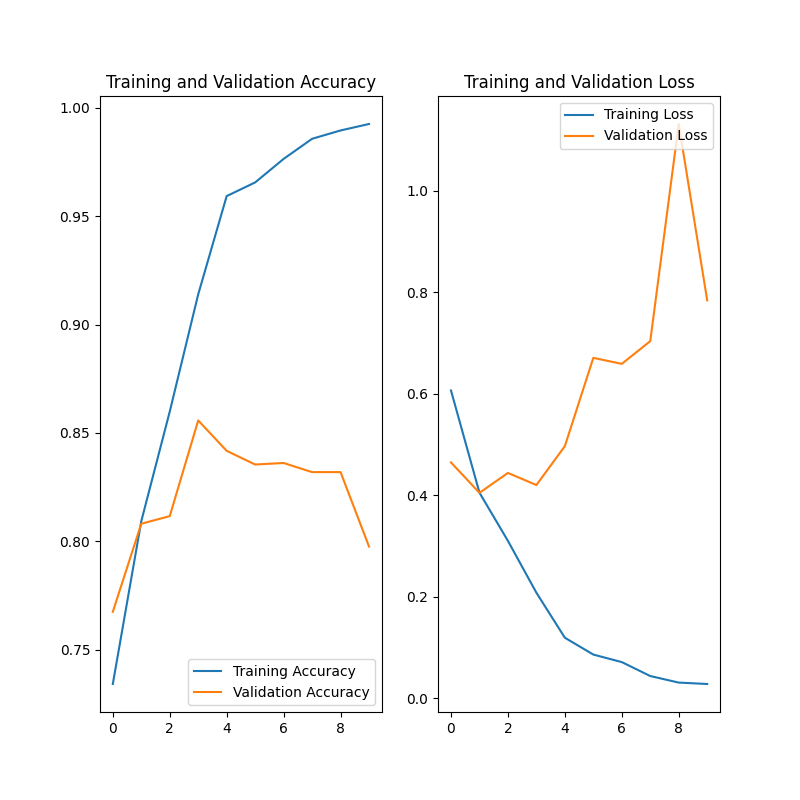 Training and Validation Accuracy
1.00
0.95
0.90
0.85
0.80
0.75
0 2 4 6 8
Training Accuracy
Validation Accuracy
Training and Validation Loss
1.0
0.8
0.6
0.4
0.2
0.0
0 2 4 6 8
Training Loss
Validation Loss